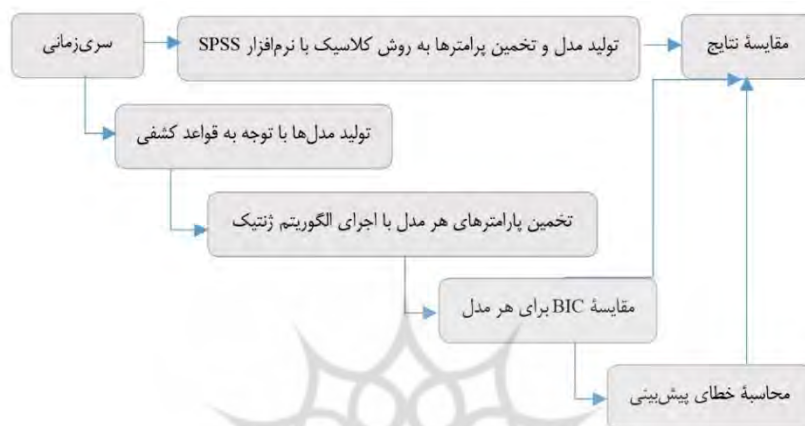 سری‌زمانی
تولید مدل و تخمین پرامترها به روش کلاسیک با نرم‌افزار SPSS
مقایسهٔ نتایج
تولید مدل‌ها با توجه به قواعد کشفی
تخمین پارامترهای هر مدل با اجرای الگوریتم ژنتیک
مقایسهٔ BIC برای هر مدل
محاسبهٔ خطای پیش‌بینی